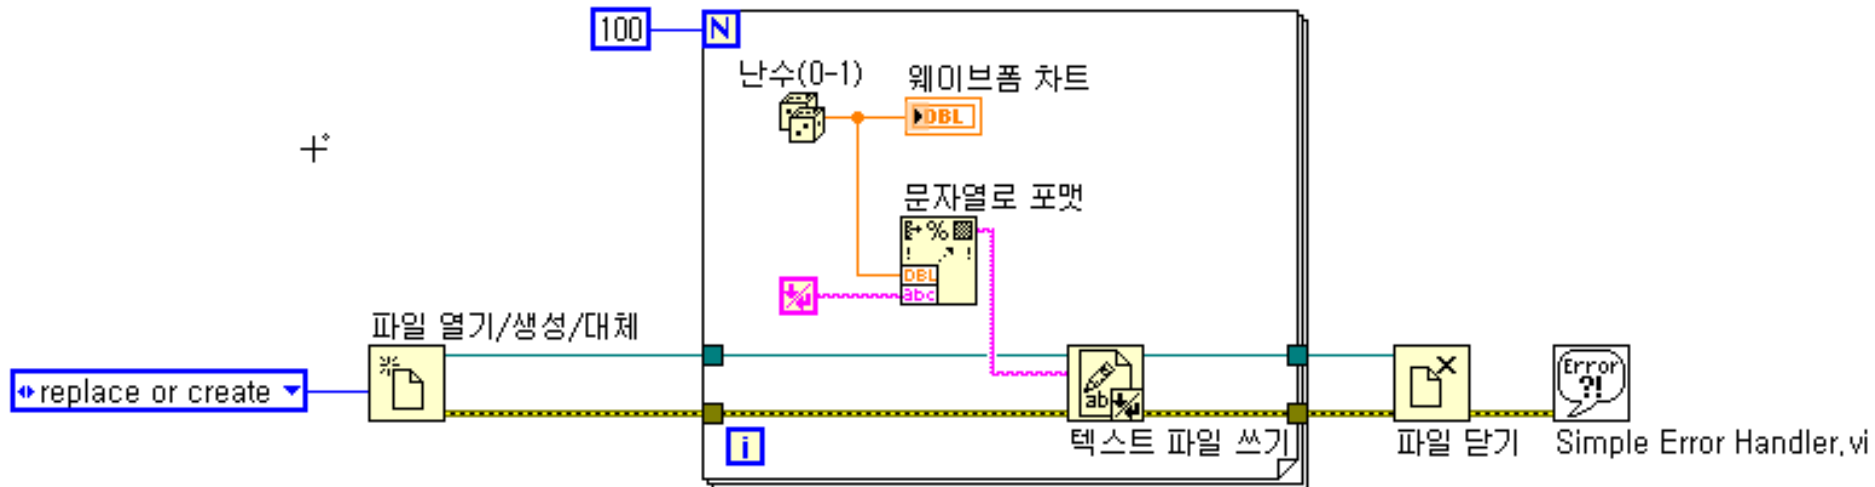 100
N
난수(0-1)
웨이브폼 차트
DBL
문자열로 포맷
%
! !
DBL
abc
파일 열기/생성/대체
replace or create
Error
?!
ab
i
텍스트 파일 쓰기
파일 닫기
Simple Error Handler.vi